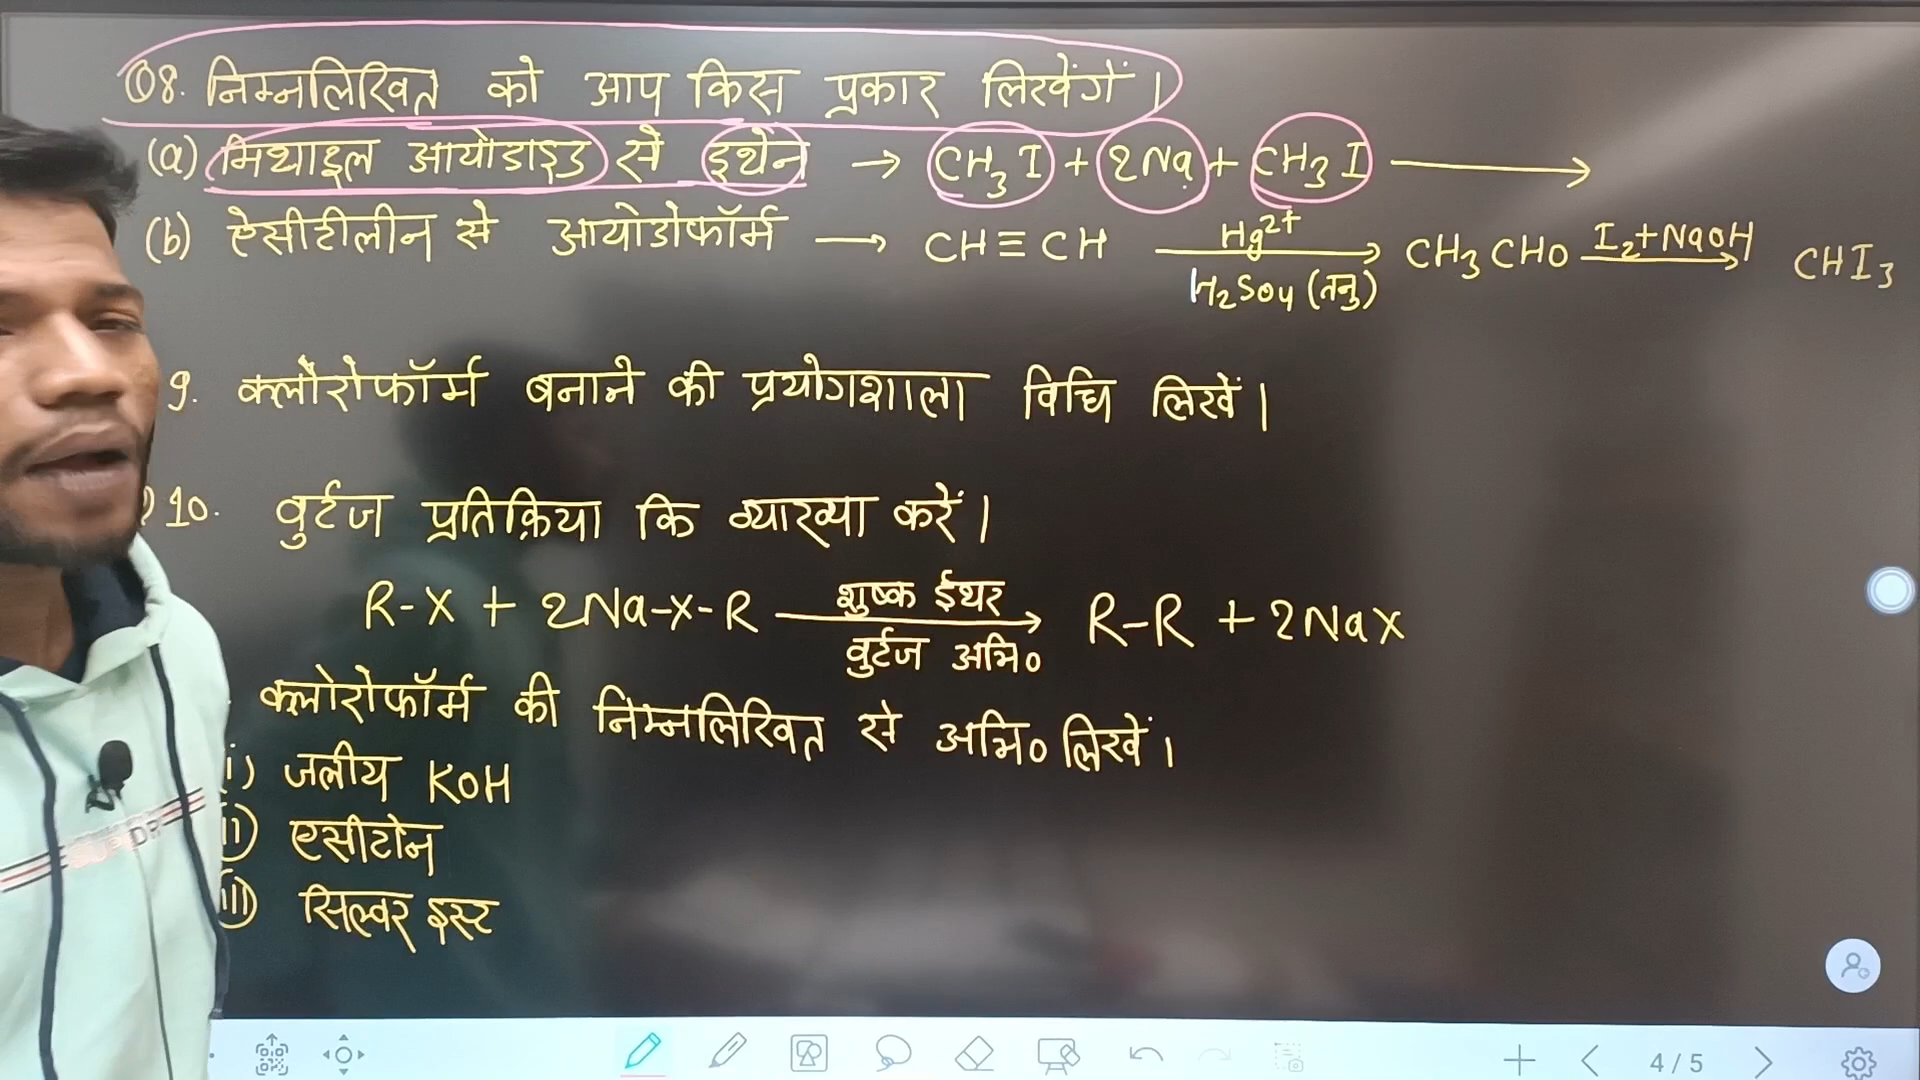 Q8. निम्नलिखित को आप किस प्रकार लिखेंगें।
(a) मिथाइल आयोडाइड से इथेन → CH₃I + 2Na + CH₃I ⟶
(b) ऐसीटीलीन से आयोडोफॉर्म → CH≡CH Hg²⁺ / H₂SO₄ (तनु) ⟶ CH₃CHO I₂+NaOH ⟶ CHI₃
9. क्लोरोफॉर्म बनाने की प्रयोगशाला विधि लिखें।
10. वुर्टज प्रतिक्रिया कि व्याख्या करें।
R-X + 2Na-X-R शुष्क ईथर / वुर्टज अभि० ⟶ R-R + 2NaX
क्लोरोफॉर्म की निम्नलिखित से अभि० लिखें।
i) जलीय KOH
ii) एसीटोन
iii) सिल्वर डस्ट
4/5